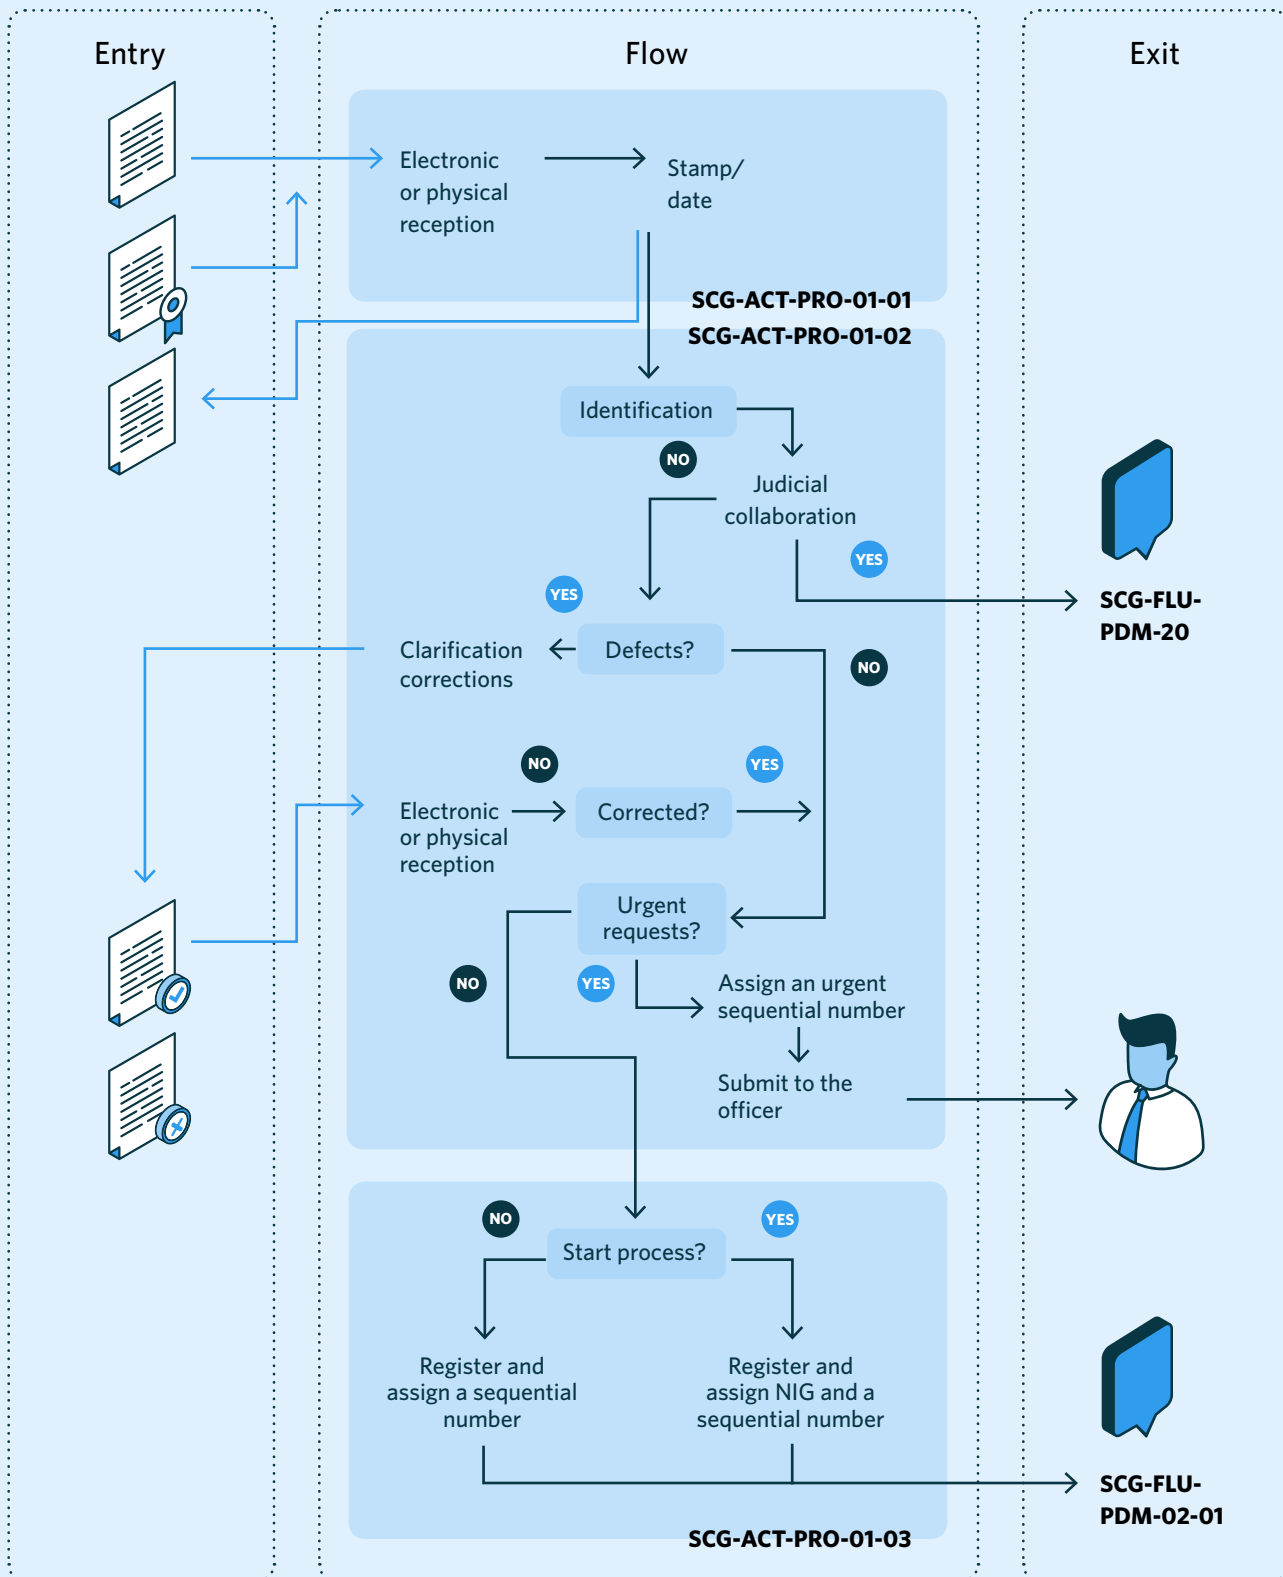 Entry
Flow
Exit
Electronic
or physical
reception
Stamp/
date
SCG-ACT-PRO-01-01
SCG-ACT-PRO-01-02
Identification
NO
Judicial
collaboration
YES
SCG-FLU-
PDM-20
YES
Clarification
corrections
Defects?
NO
NO
YES
Electronic
or physical
reception
Corrected?
Urgent
requests?
NO
YES
Assign an urgent
sequential number
Submit to the
officer
NO
YES
Start process?
Register and
assign a sequential
number
Register and
assign NIG and a
sequential number
SCG-FLU-
PDM-02-01
SCG-ACT-PRO-01-03